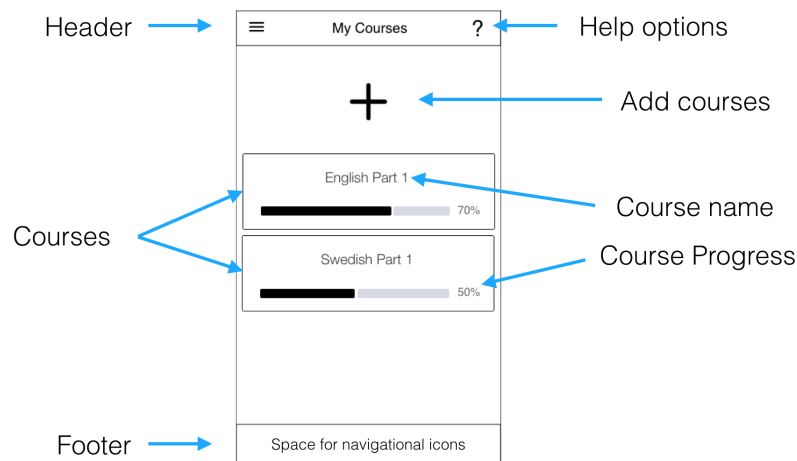 Header
My Courses
?
Help options
Add courses
English Part 1
70%
Course name
Courses
Swedish Part 1
50%
Course Progress
Footer
Space for navigational icons